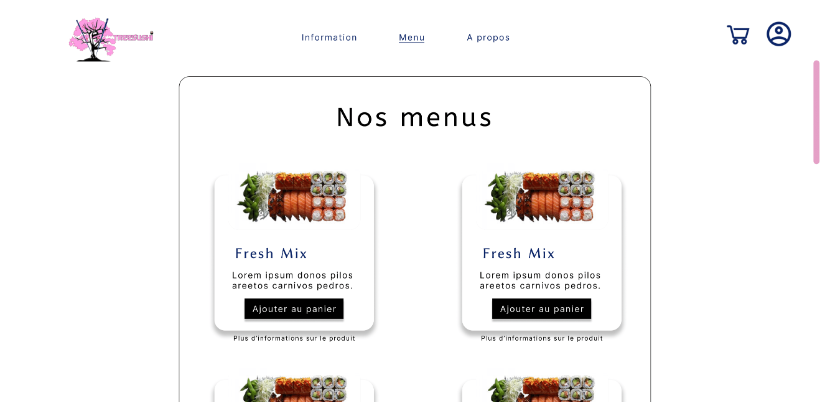 TREESUSHI
Information
Menu
A propos
Nos menus
Fresh Mix
Lorem ipsum donos pilos
areetos carnivos pedros.
Ajouter au panier
Plus d'informations sur le produit
Fresh Mix
Lorem ipsum donos pilos
areetos carnivos pedros.
Ajouter au panier
Plus d'informations sur le produit